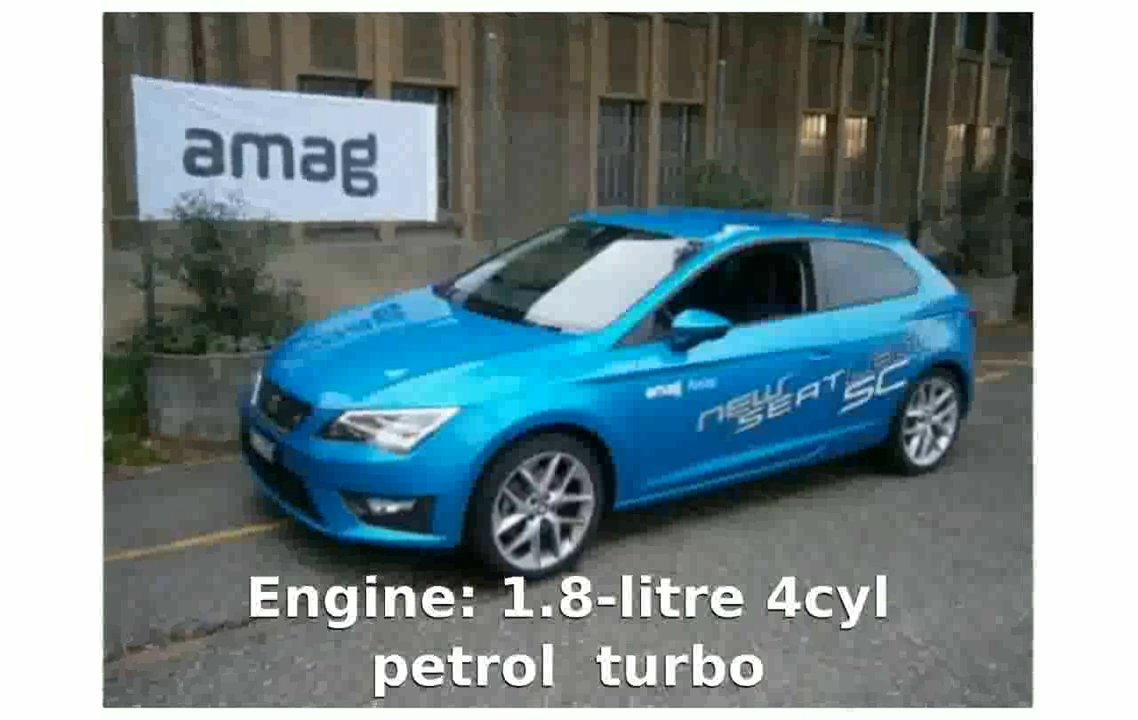 amag
amag
NEW
SEAT
SC
Engine: 1.8-litre 4cyl
petrol turbo